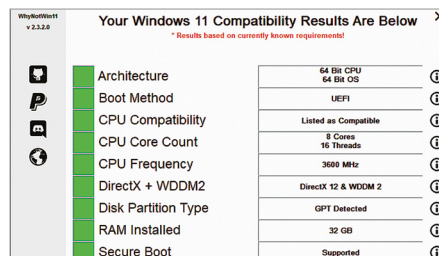 WhyNotWin11
v 2.3.2.0
Your Windows 11 Compatibility Results Are Below
* Results based on currently known requirements!
Architecture
64 Bit CPU
64 Bit OS
Boot Method
UEFI
CPU Compatibility
Listed as Compatible
CPU Core Count
8 Cores
16 Threads
CPU Frequency
3600 MHz
DirectX + WDDM2
DirectX 12 & WDDM 2
Disk Partition Type
GPT Detected
RAM Installed
32 GB
Secure Boot
Supported